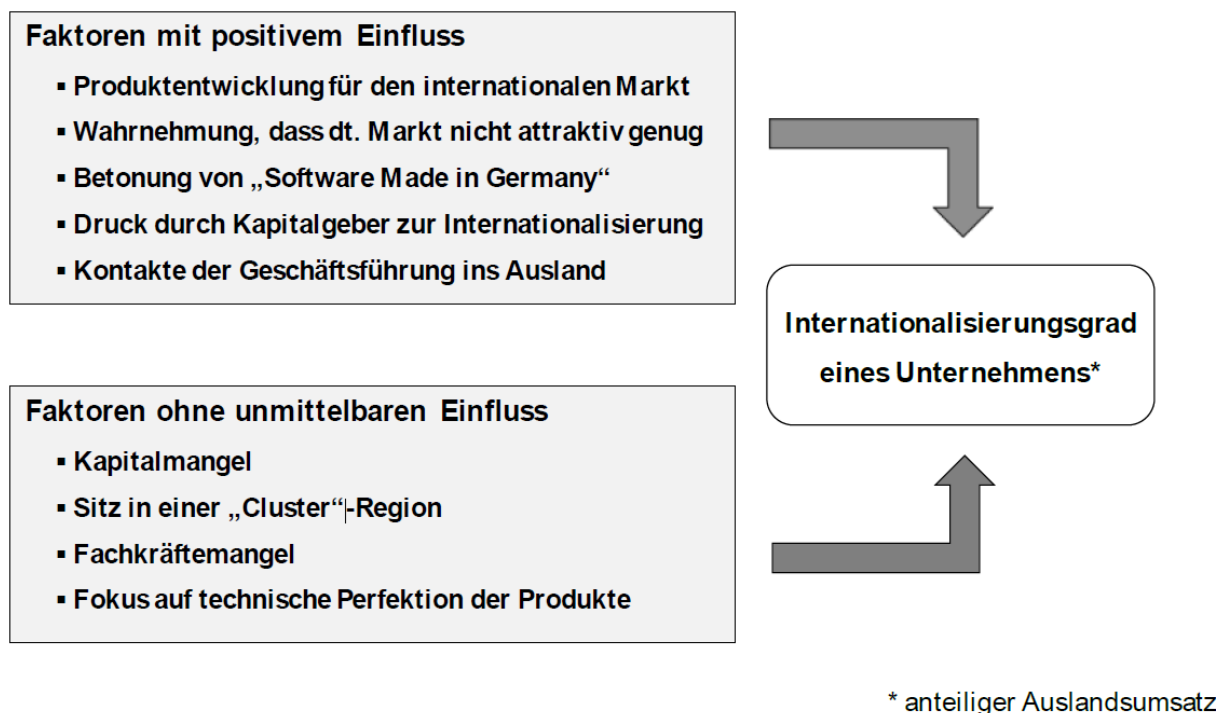 Faktoren mit positivem Einfluss
▪ Produktentwicklung für den internationalen Markt
▪ Wahrnehmung, dass dt. Markt nicht attraktiv genug
▪ Betonung von „Software Made in Germany“
▪ Druck durch Kapitalgeber zur Internationalisierung
▪ Kontakte der Geschäftsführung ins Ausland
Internationalisierungsgrad
eines Unternehmens*
Faktoren ohne unmittelbaren Einfluss
▪ Kapitalmangel
▪ Sitz in einer „Cluster“-Region
▪ Fachkräftemangel
▪ Fokus auf technische Perfektion der Produkte
* anteiliger Auslandsumsatz